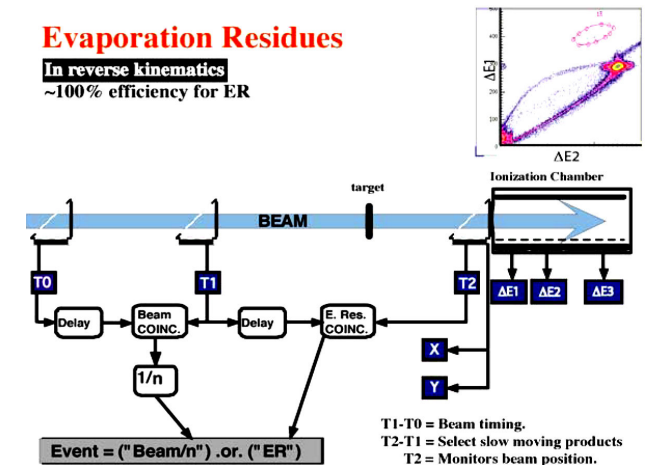 Evaporation Residues
In reverse kinematics
~100% efficiency for ER
15
ΔE1
ΔE2
Ionization Chamber
target
BEAM
T0
T1
T2
ΔE1
ΔE2
ΔE3
Delay
Beam
COINC.
Delay
E. Res.
COINC.
1/n
X
Y
Event = ("Beam/n") .or. ("ER")
T1-T0 = Beam timing.
T2-T1 = Select slow moving products
T2 = Monitors beam position.